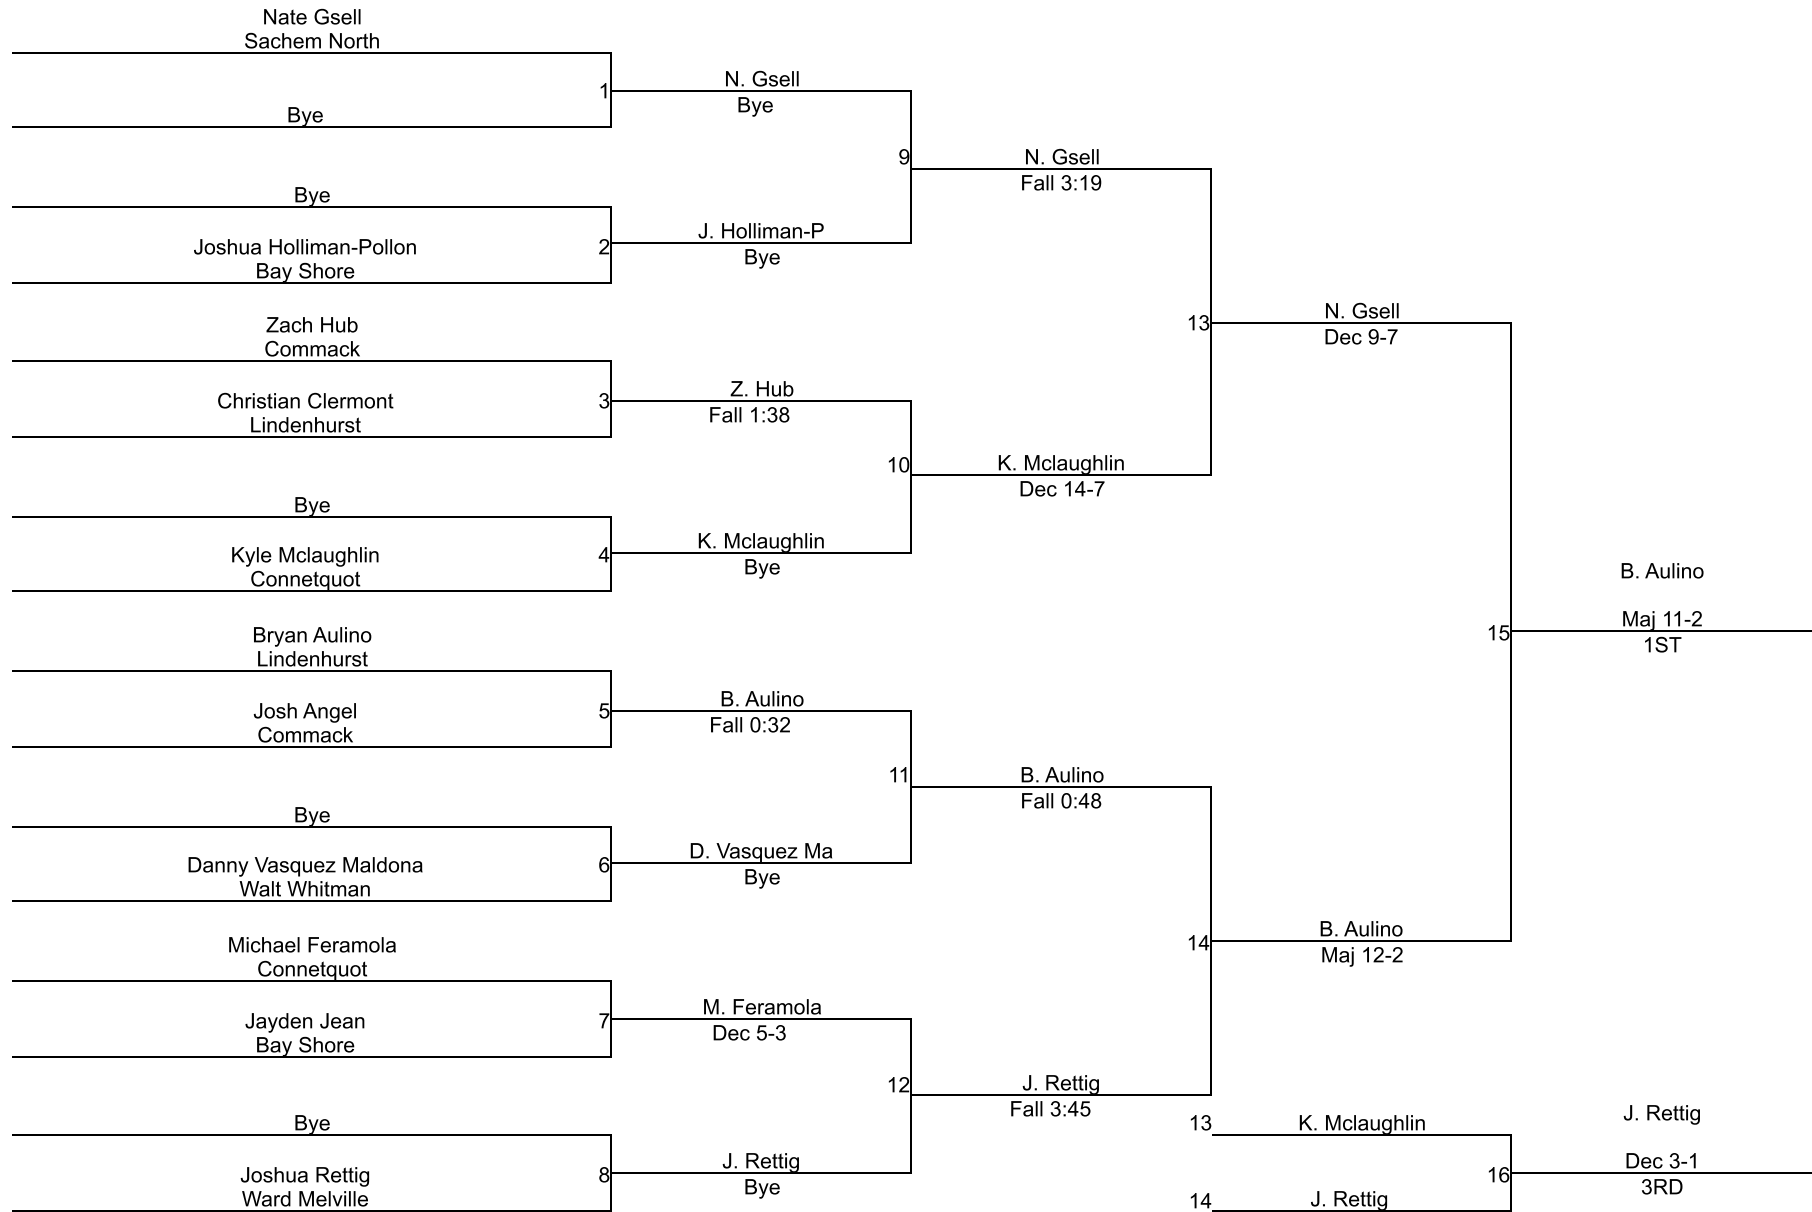 Nate Gsell
Sachem North
1
Bye
Bye
2
Joshua Holliman-Pollon
Bay Shore
Zach Hub
Commack
3
Christian Clermont
Lindenhurst
Bye
4
Kyle Mclaughlin
Connetquot
Bryan Aulino
Lindenhurst
5
Josh Angel
Commack
Bye
6
Danny Vasquez Maldona
Walt Whitman
Michael Feramola
Connetquot
7
Jayden Jean
Bay Shore
Bye
8
Joshua Rettig
Ward Melville
N. Gsell
Bye
9
J. Holliman-P
Bye
Z. Hub
Fall 1:38
10
K. Mclaughlin
Bye
B. Aulino
Fall 0:32
11
D. Vasquez Ma
Bye
M. Feramola
Dec 5-3
12
J. Rettig
Bye
N. Gsell
Fall 3:19
13
K. Mclaughlin
Dec 14-7
B. Aulino
Fall 0:48
14
J. Rettig
Fall 3:45
N. Gsell
Dec 9-7
15
B. Aulino
Maj 12-2
B. Aulino
Maj 11-2
1ST
13
K. Mclaughlin
16
14
J. Rettig
J. Rettig
Dec 3-1
3RD